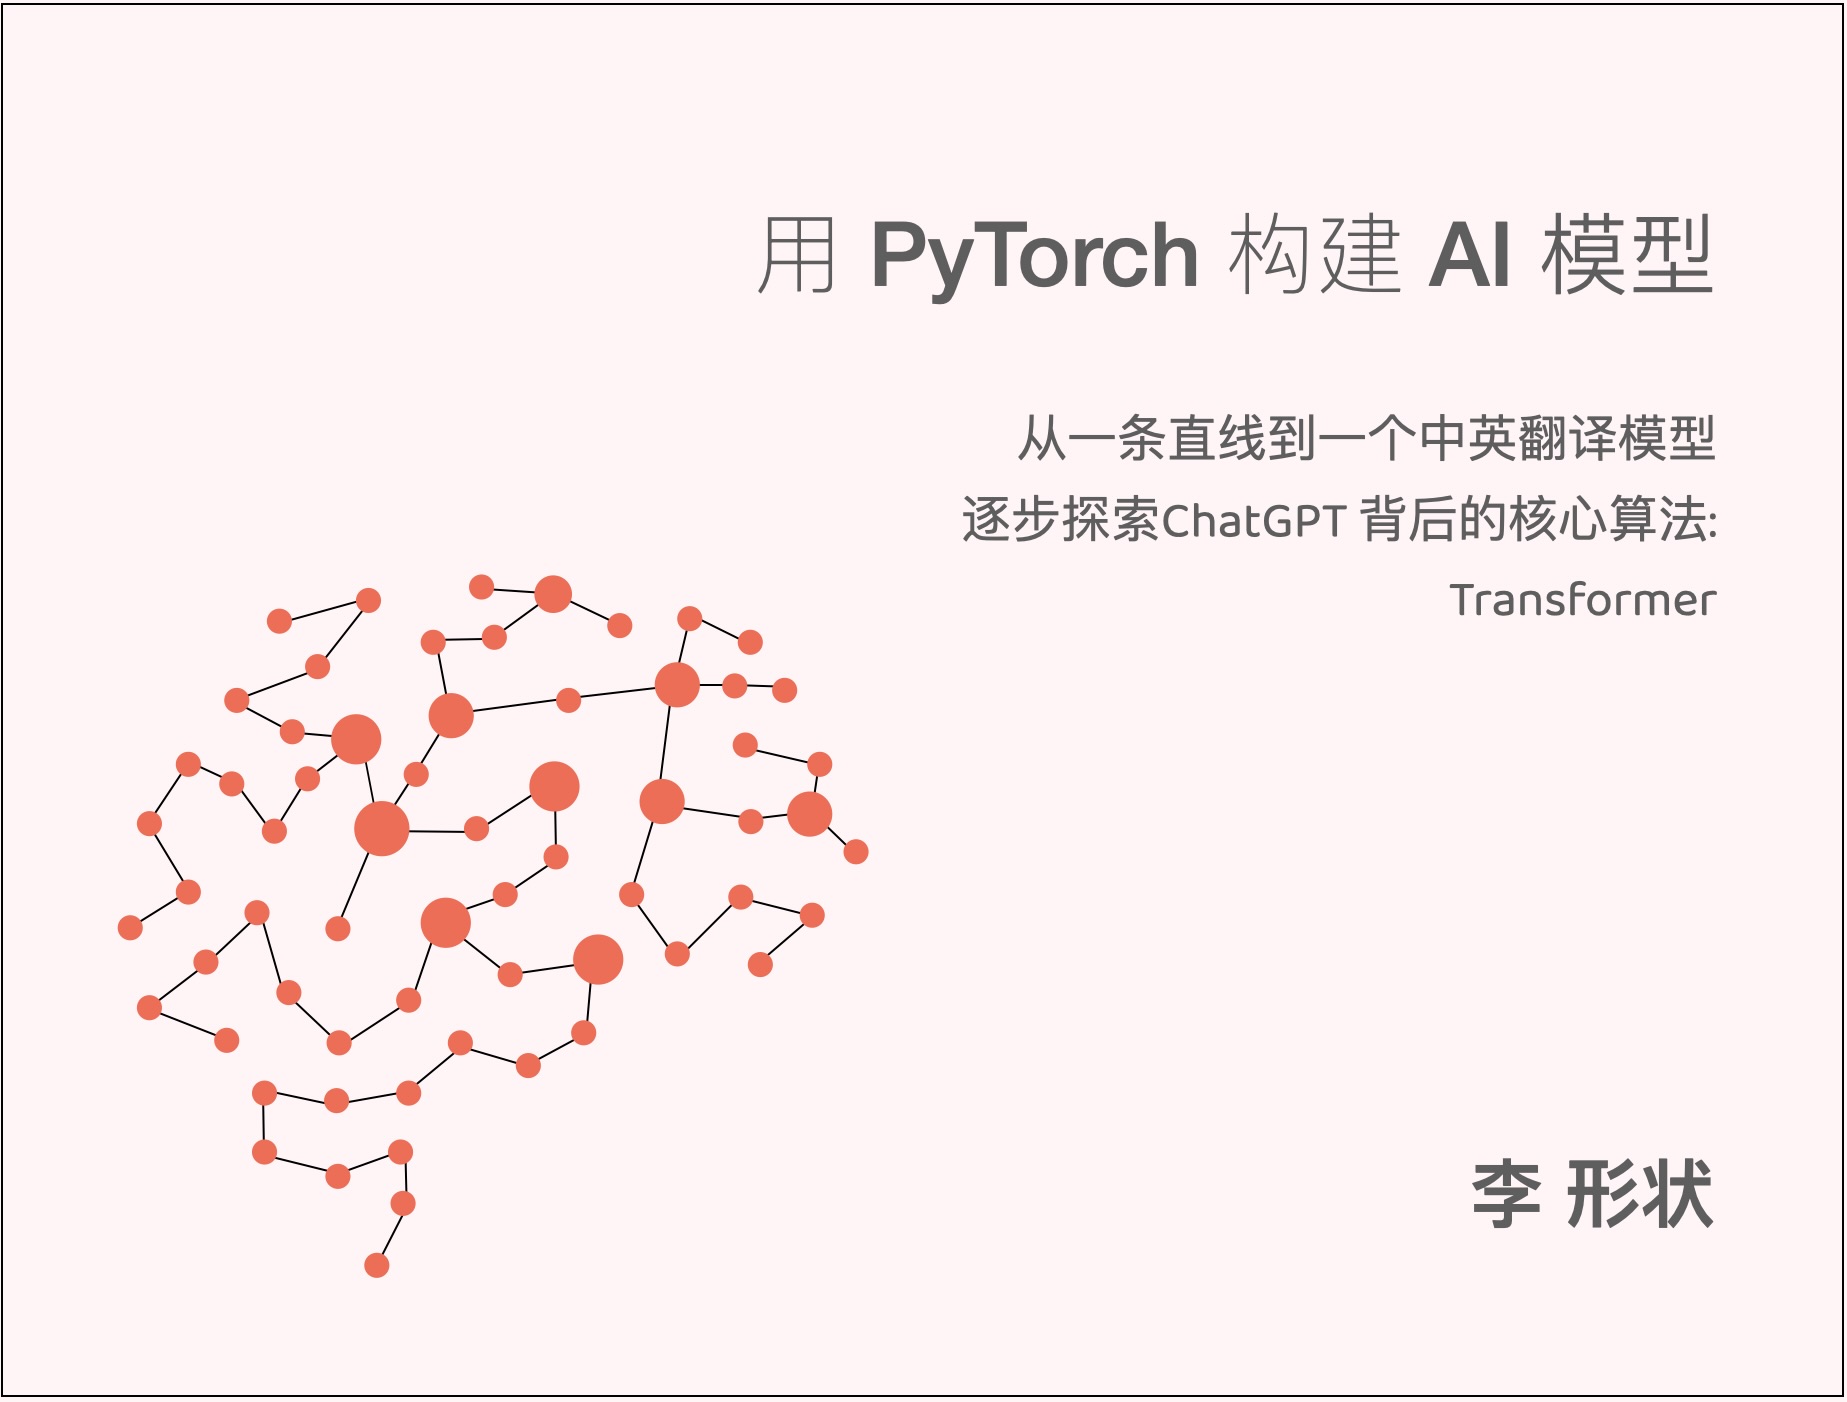 用 PyTorch 构建 AI 模型
从一条直线到一个中英翻译模型
逐步探索ChatGPT 背后的核心算法:
Transformer
李 形状